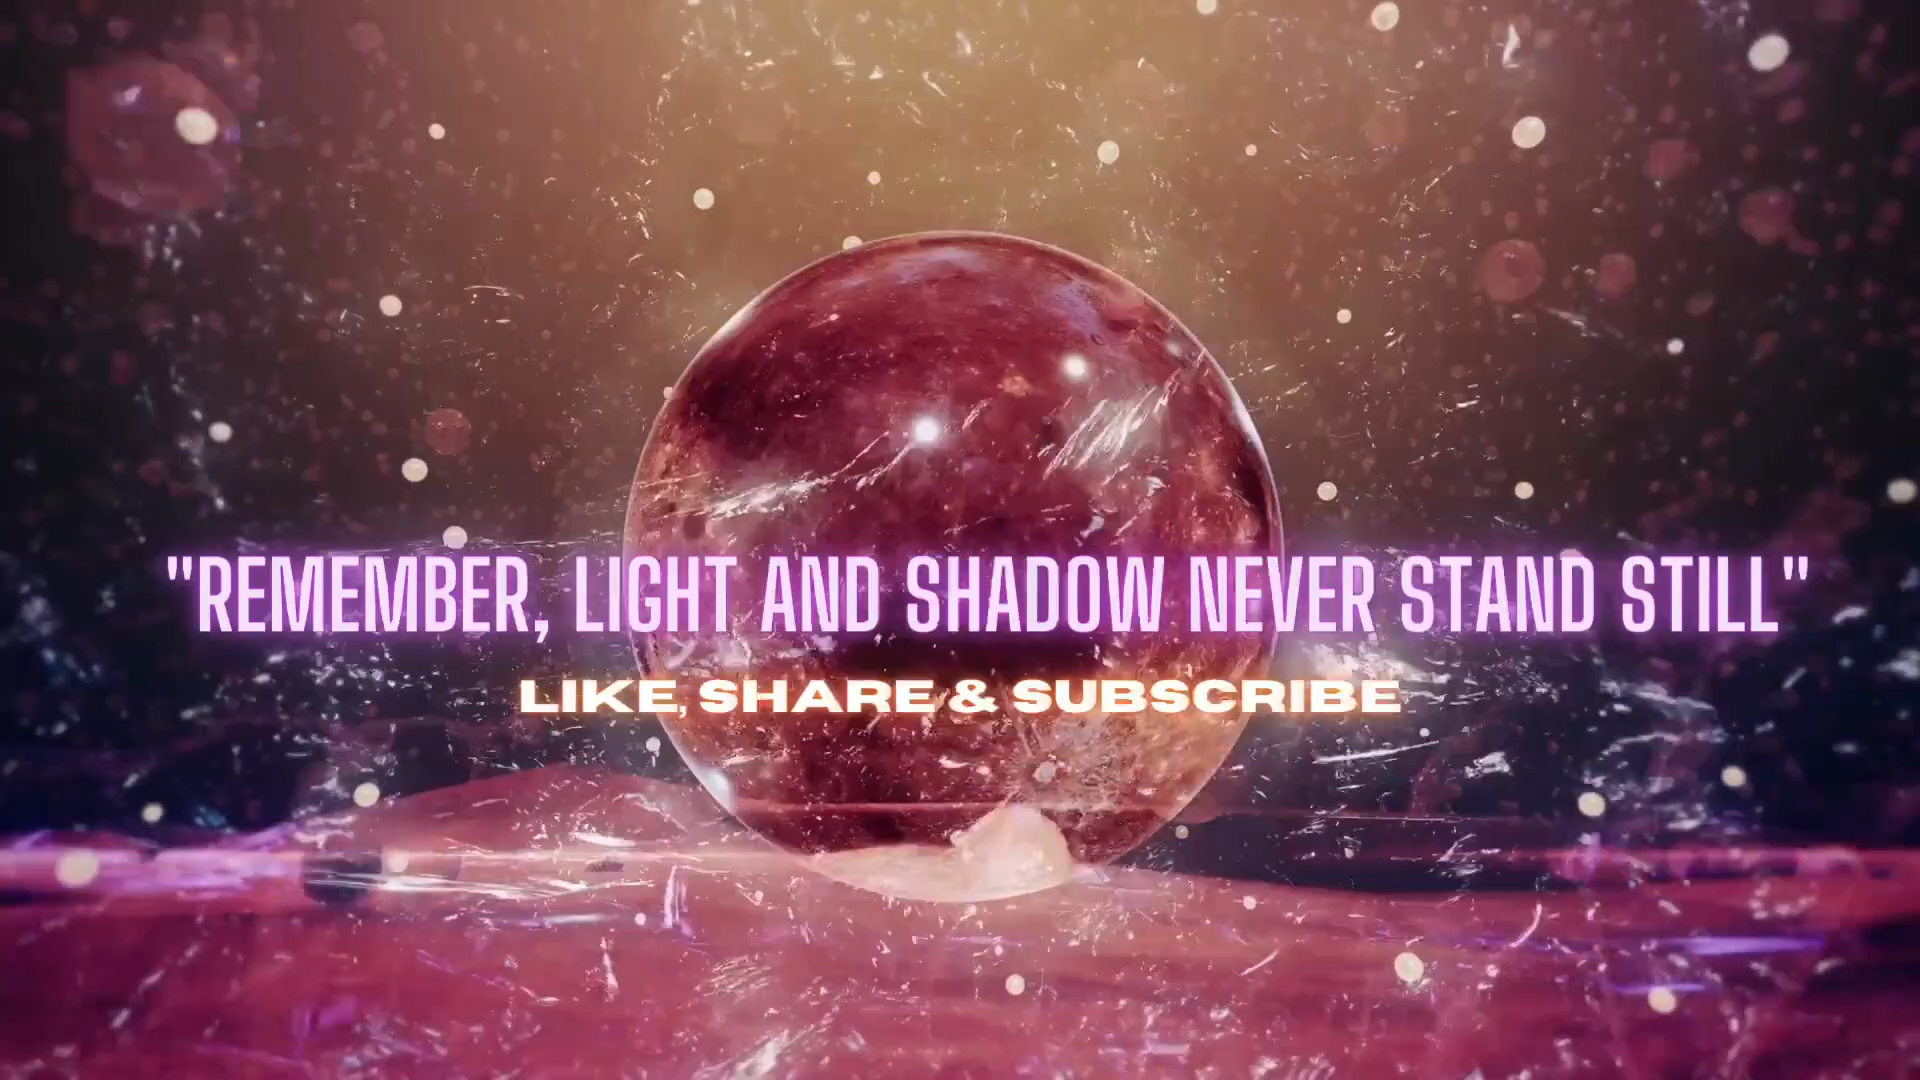 "REMEMBER, LIGHT AND SHADOW NEVER STAND STILL"
LIKE, SHARE & SUBSCRIBE